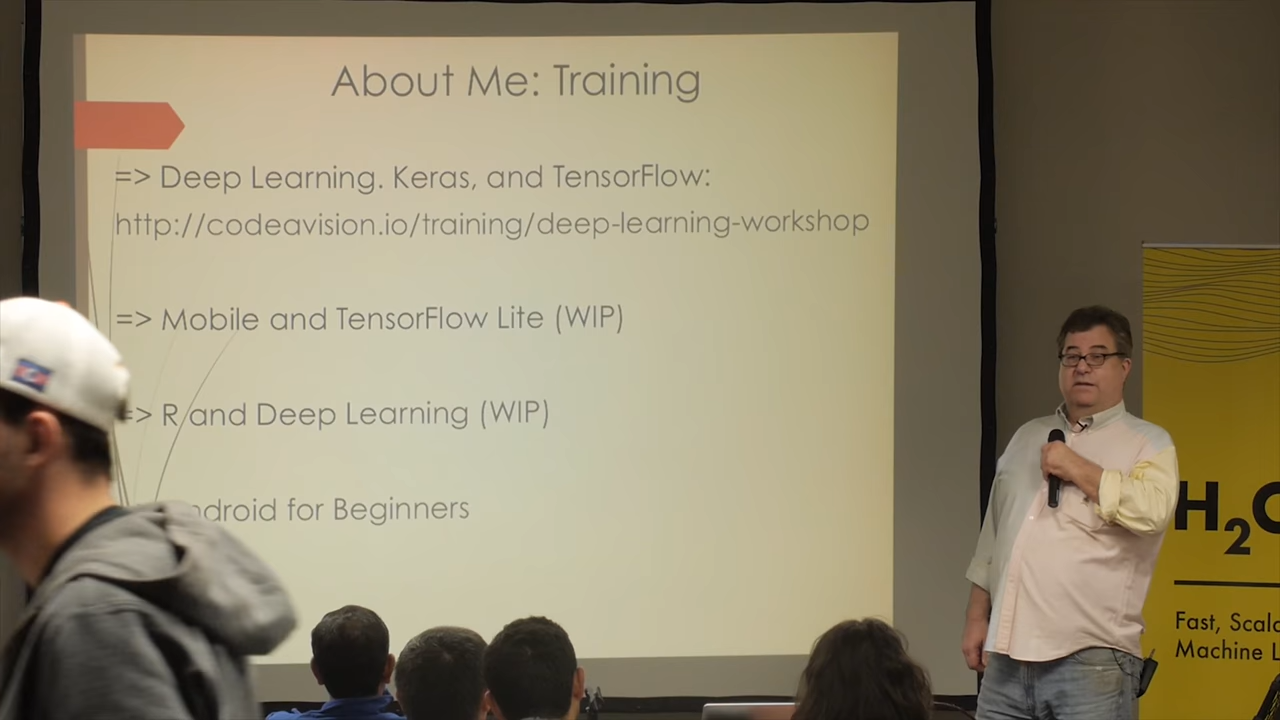 About Me: Training
=> Deep Learning. Keras, and TensorFlow:
http://codeavision.io/training/deep-learning-workshop
=> Mobile and TensorFlow Lite (WIP)
=> R and Deep Learning (WIP)
ndroid for Beginners
H2O
Fast, Scala
Machine L